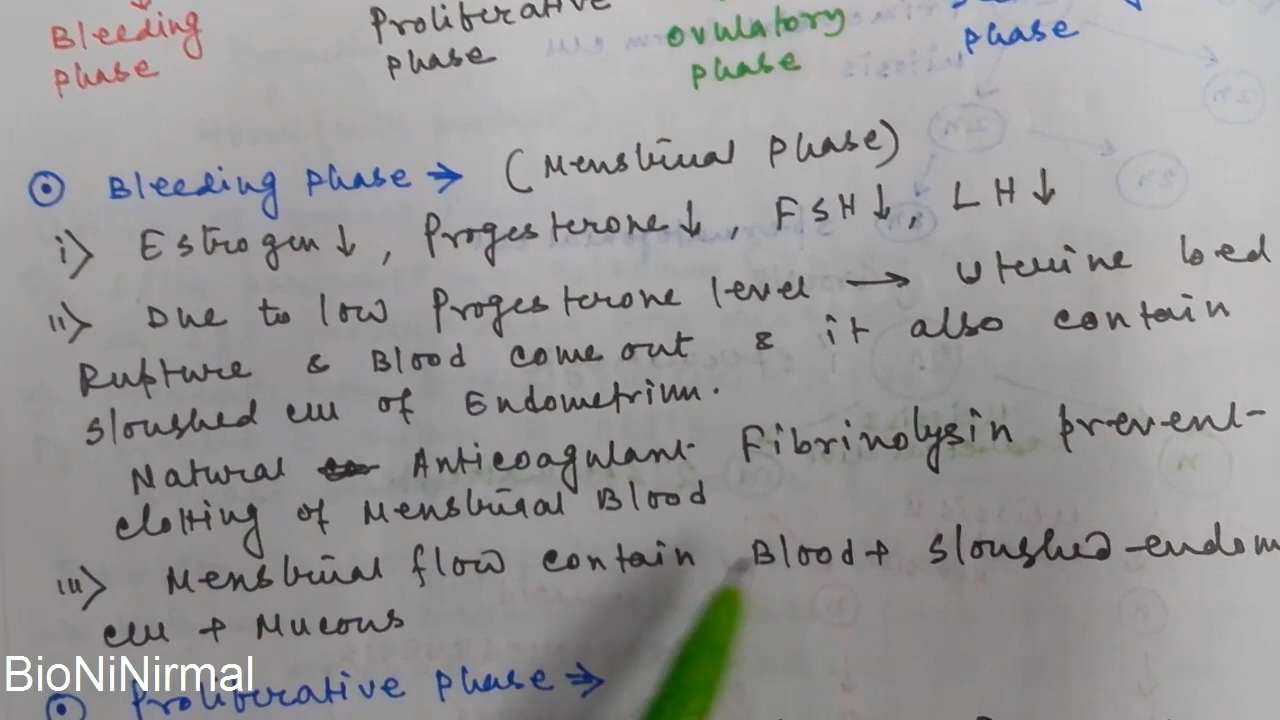 Bleeding phase
Proliferative phase
Ovulatory phase
phase
Bleeding phase → (Menstrual phase)
i) Estrogen ↓, Progesterone ↓, FSH ↓, LH ↓
ii) Due to low Progesterone level → Uterine bed
Rupture & Blood come out & it also contain
Sloushed cell of Endometrium.
Natural Anticoagulant Fibrinolysin prevent
clotting of Menstrual Blood
iii) Menstrual flow contain Blood + Sloushed endom
cell + Mucous
Proliferative phase →
BioNiNirmal